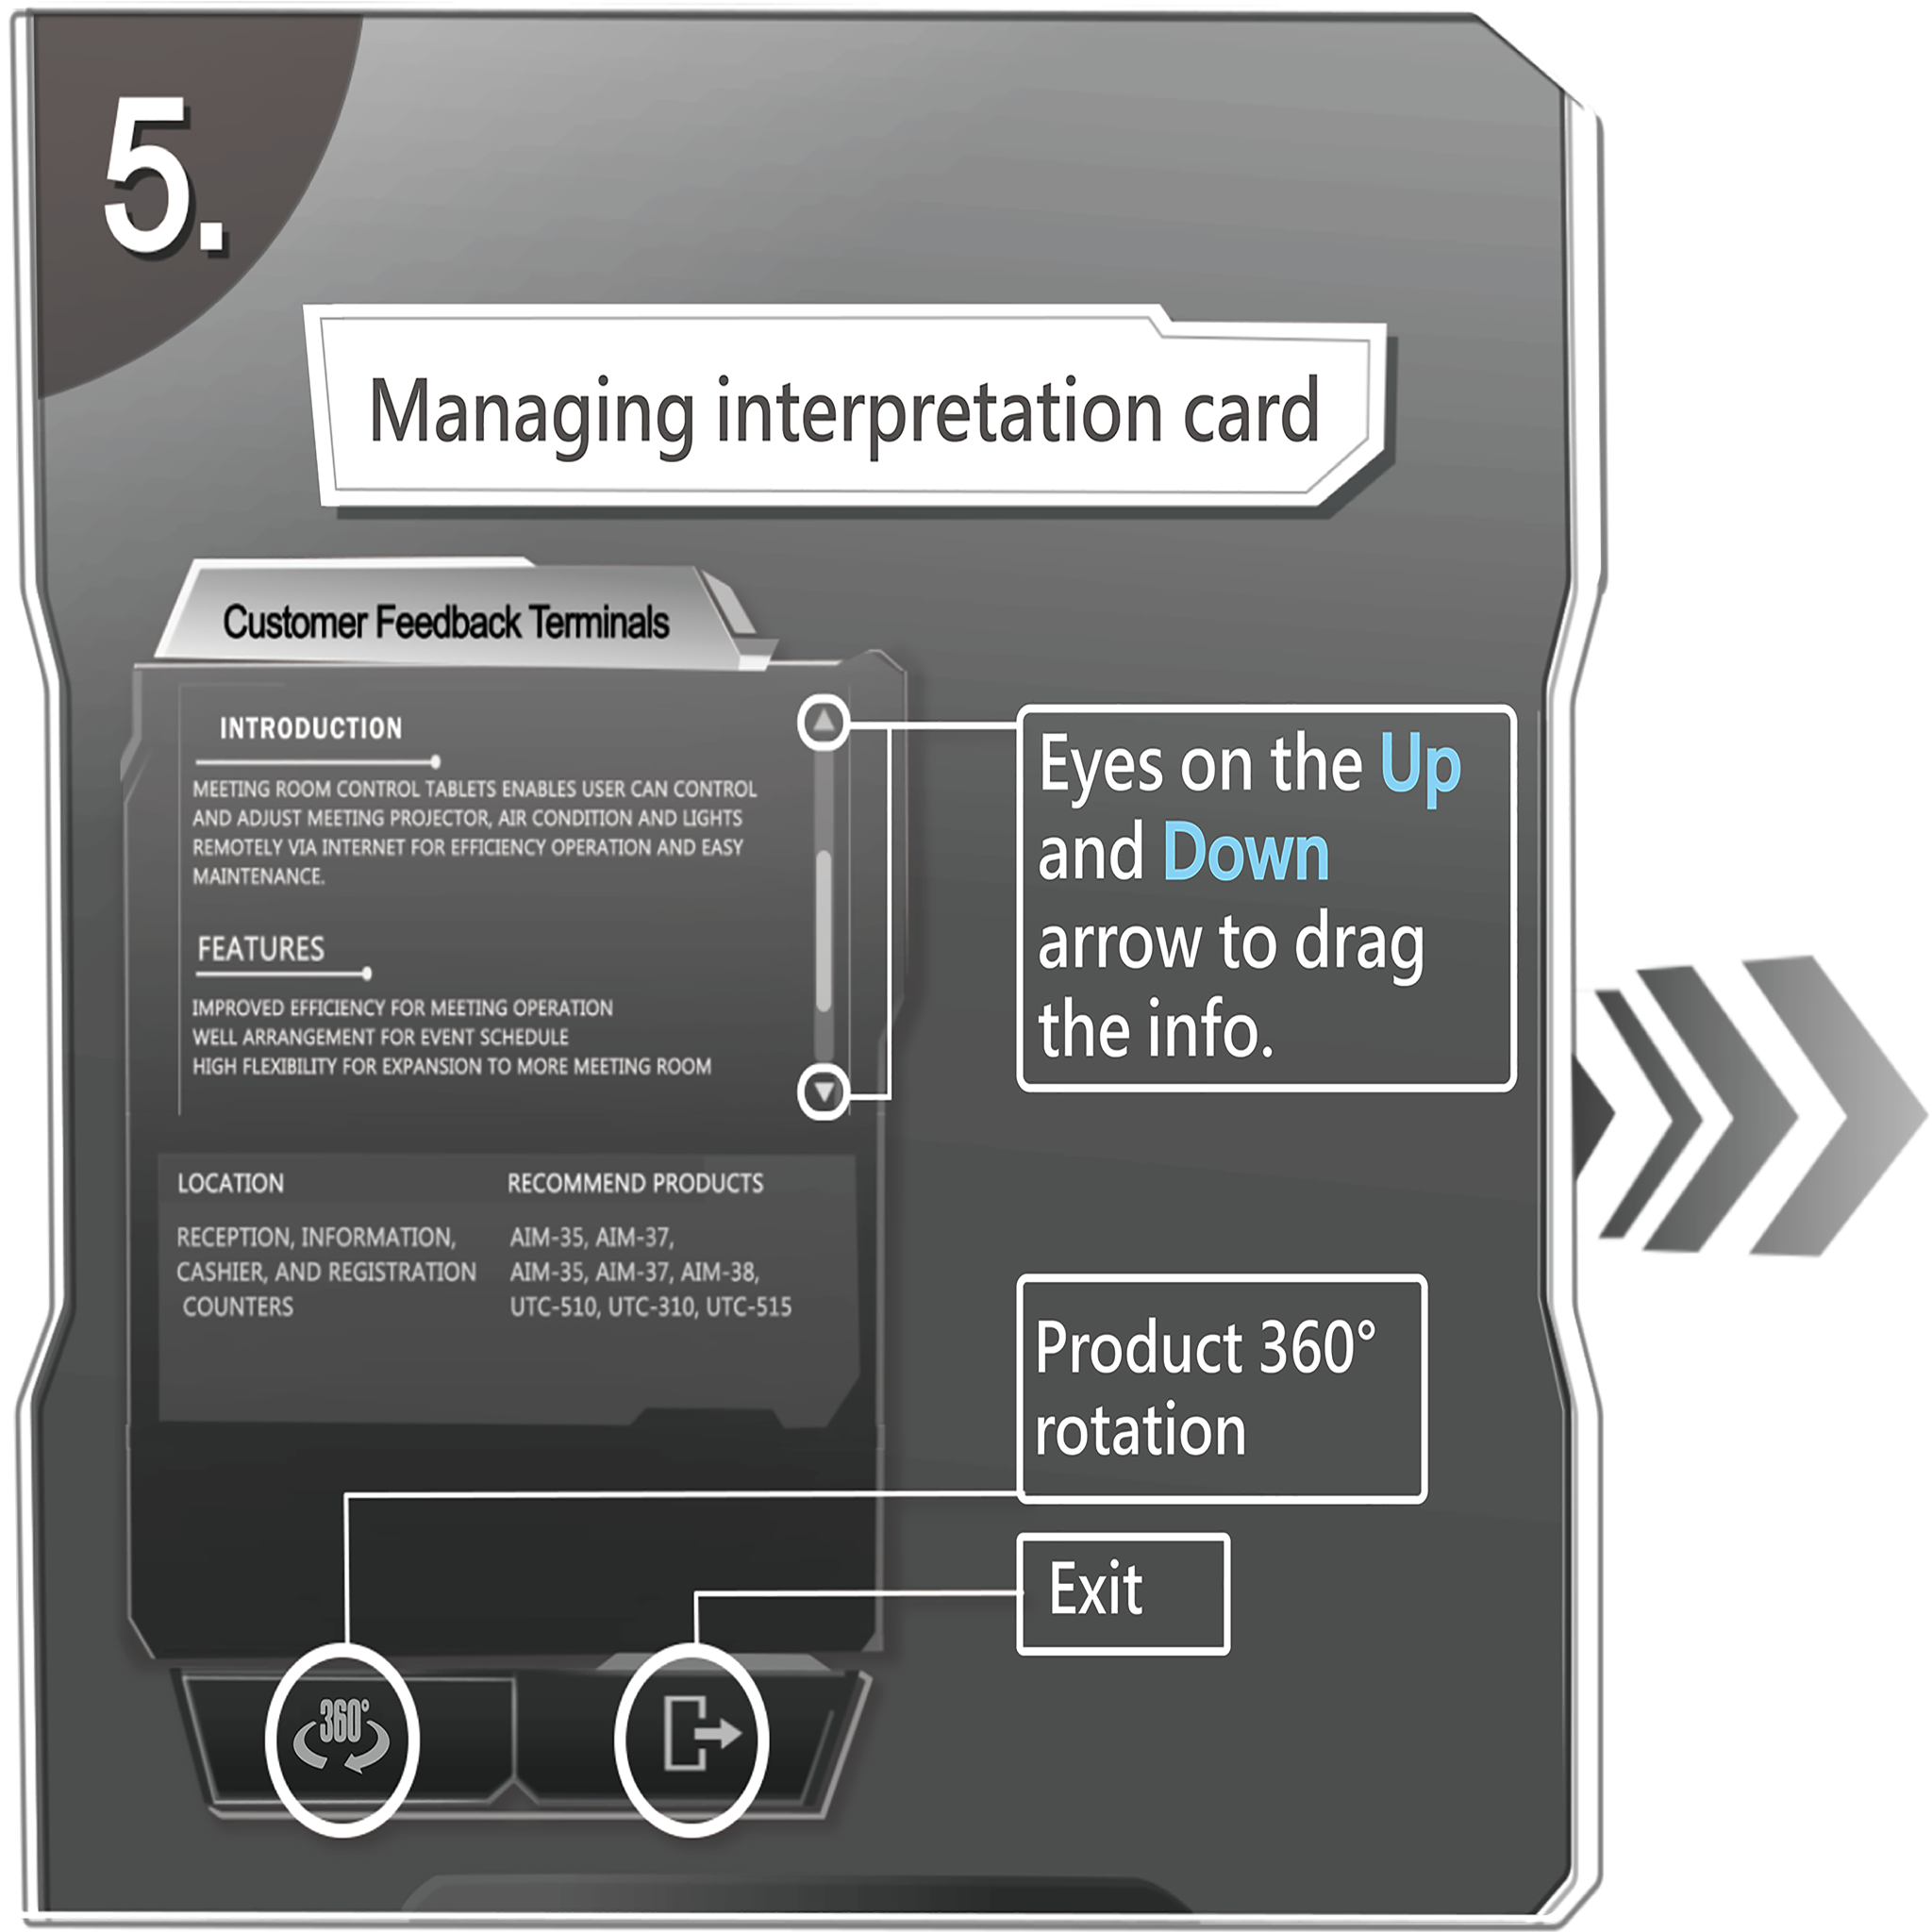 5.
Managing interpretation card
Customer Feedback Terminals
INTRODUCTION
MEETING ROOM CONTROL TABLETS ENABLES USER CAN CONTROL
AND ADJUST MEETING PROJECTOR, AIR CONDITION AND LIGHTS
REMOTELY VIA INTERNET FOR EFFICIENCY OPERATION AND EASY
MAINTENANCE.
FEATURES
IMPROVED EFFICIENCY FOR MEETING OPERATION
WELL ARRANGEMENT FOR EVENT SCHEDULE
HIGH FLEXIBILITY FOR EXPANSION TO MORE MEETING ROOM
Eyes on the Up
and Down
arrow to drag
the info.
LOCATION
RECEPTION, INFORMATION,
CASHIER, AND REGISTRATION
COUNTERS
RECOMMEND PRODUCTS
AIM-35, AIM-37,
AIM-35, AIM-37, AIM-38,
UTC-510, UTC-310, UTC-515
Product 360°
rotation
Exit
360°